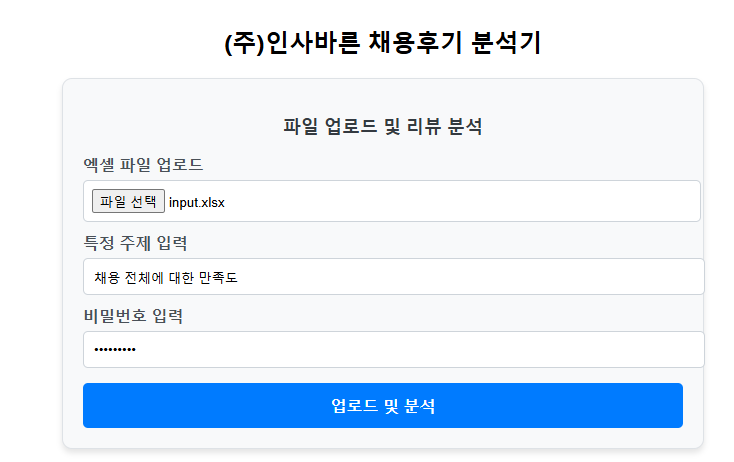 (주)인사바른 채용후기 분석기
파일 업로드 및 리뷰 분석
엑셀 파일 업로드
파일 선택 input.xlsx
특정 주제 입력
채용 전체에 대한 만족도
비밀번호 입력
•••••••••
업로드 및 분석